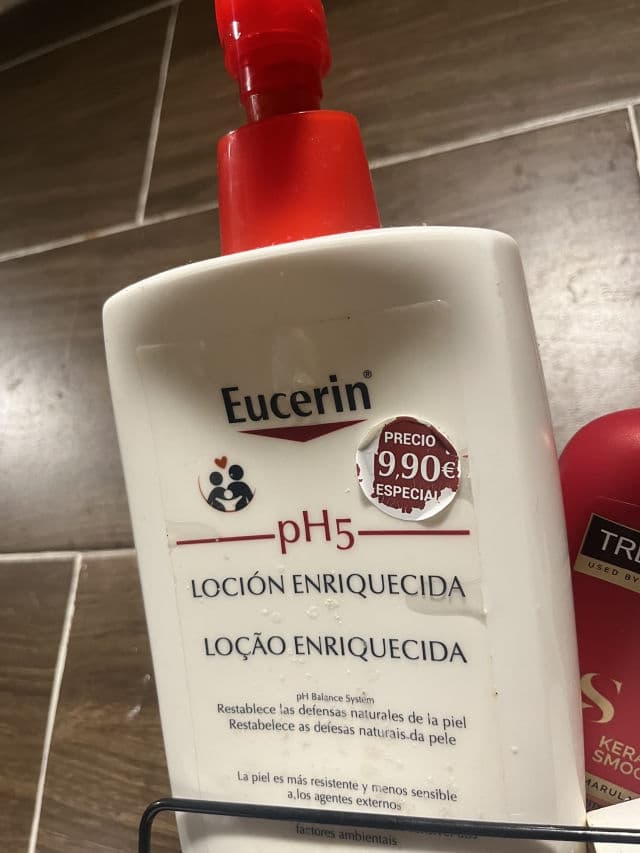 Eucerin®
PRECIO
9,90€
ESPECIAL
pH5
LOCIÓN ENRIQUECIDA
LOÇÃO ENRIQUECIDA
pH Balance System
Restablece las defensas naturales de la piel
Restabelece as defesas naturais da pele
La piel es más resistente y menos sensible
a los agentes externos
factores ambientais
TRE
USED BY
S
KERA
SMOO
MARULA